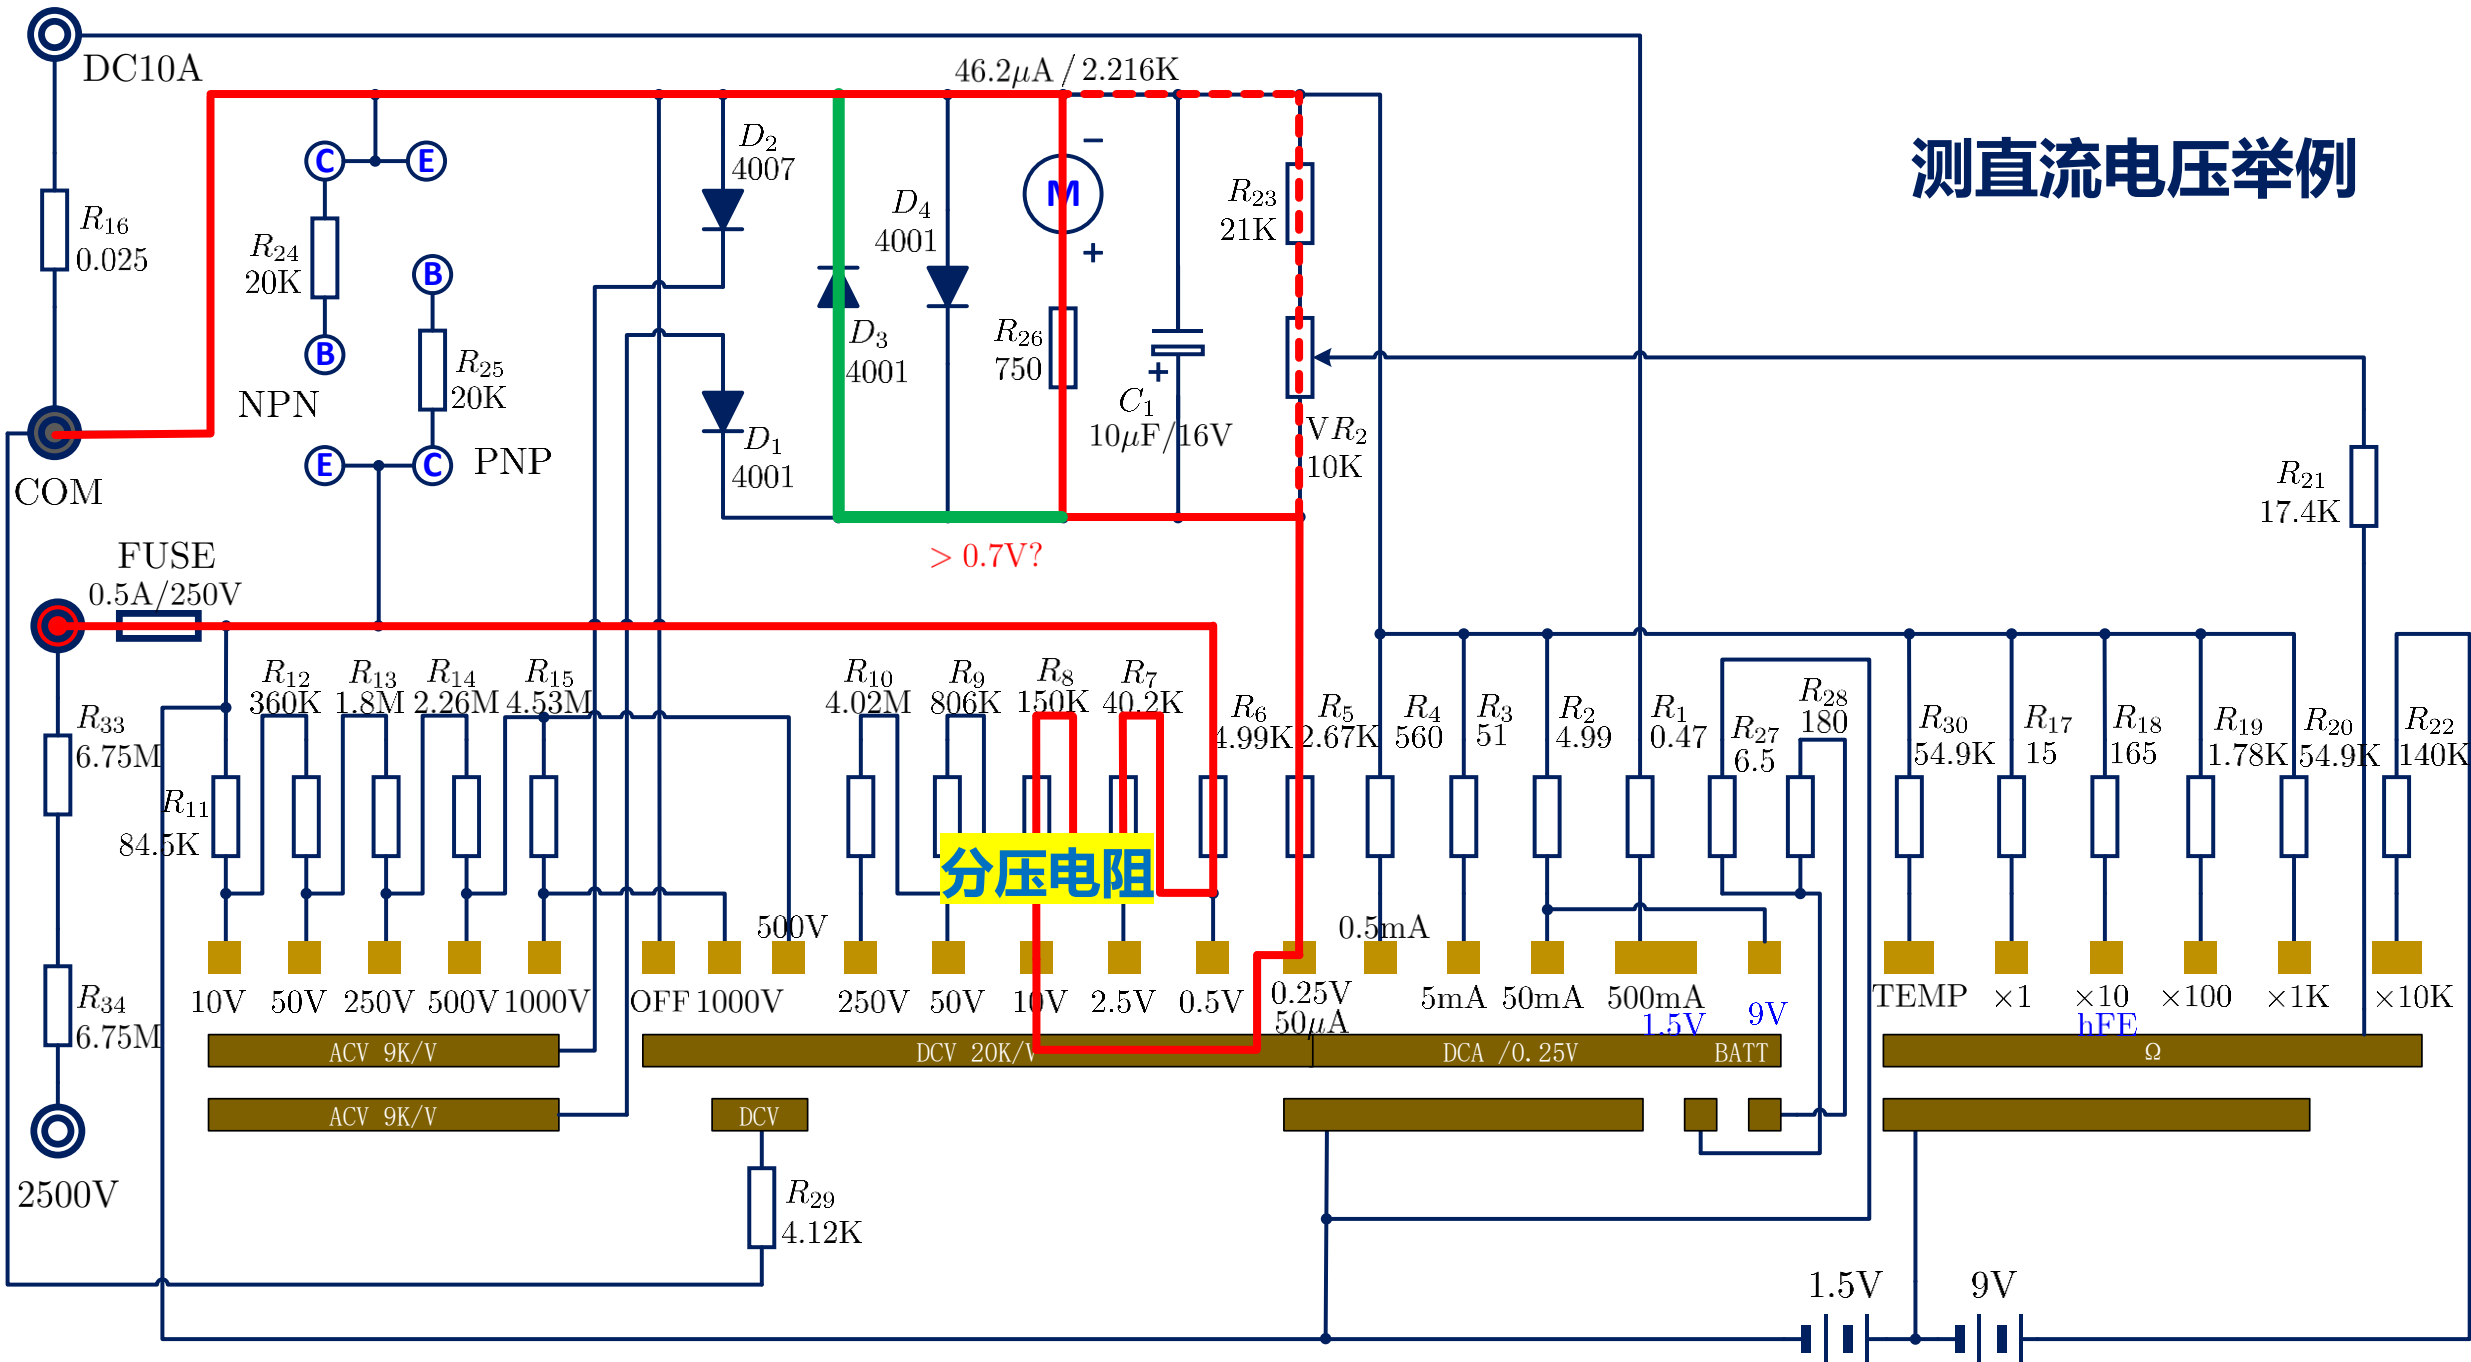 DC10A
46.2μA / 2.216K
测直流电压举例
D2
4007
D4
4001
R23
21K
R16
0.025
R24
20K
C
E
B
B
M
−
+
D3
4001
R26
750
C1
10μF/16V
+
VR2
10K
R25
20K
NPN
E
C
PNP
D1
4001
R21
17.4K
COM
FUSE
0.5A/250V
> 0.7V?
R12
360K
R13
1.8M
R14
2.26M
R15
4.53M
R10
4.02M
R9
806K
R8
150K
R7
40.2K
R6
4.99K
R5
2.67K
R4
560
R3
51
R2
4.99
R1
0.47
R27
6.5
R28
180
R30
54.9K
R17
15
R18
165
R19
1.78K
R20
54.9K
R22
140K
R33
6.75M
R11
84.5K
分压电阻
500V
0.5mA
R34
6.75M
10V
50V
250V
500V
1000V
OFF
1000V
250V
50V
10V
2.5V
0.5V
0.25V
50μA
5mA
50mA
500mA
1.5V
9V
TEMP
×1
×10
hFE
×100
×1K
×10K
ACV 9K/V
DCV 20K/V
DCA /0.25V
BATT
Ω
ACV 9K/V
DCV
2500V
R29
4.12K
1.5V
9V